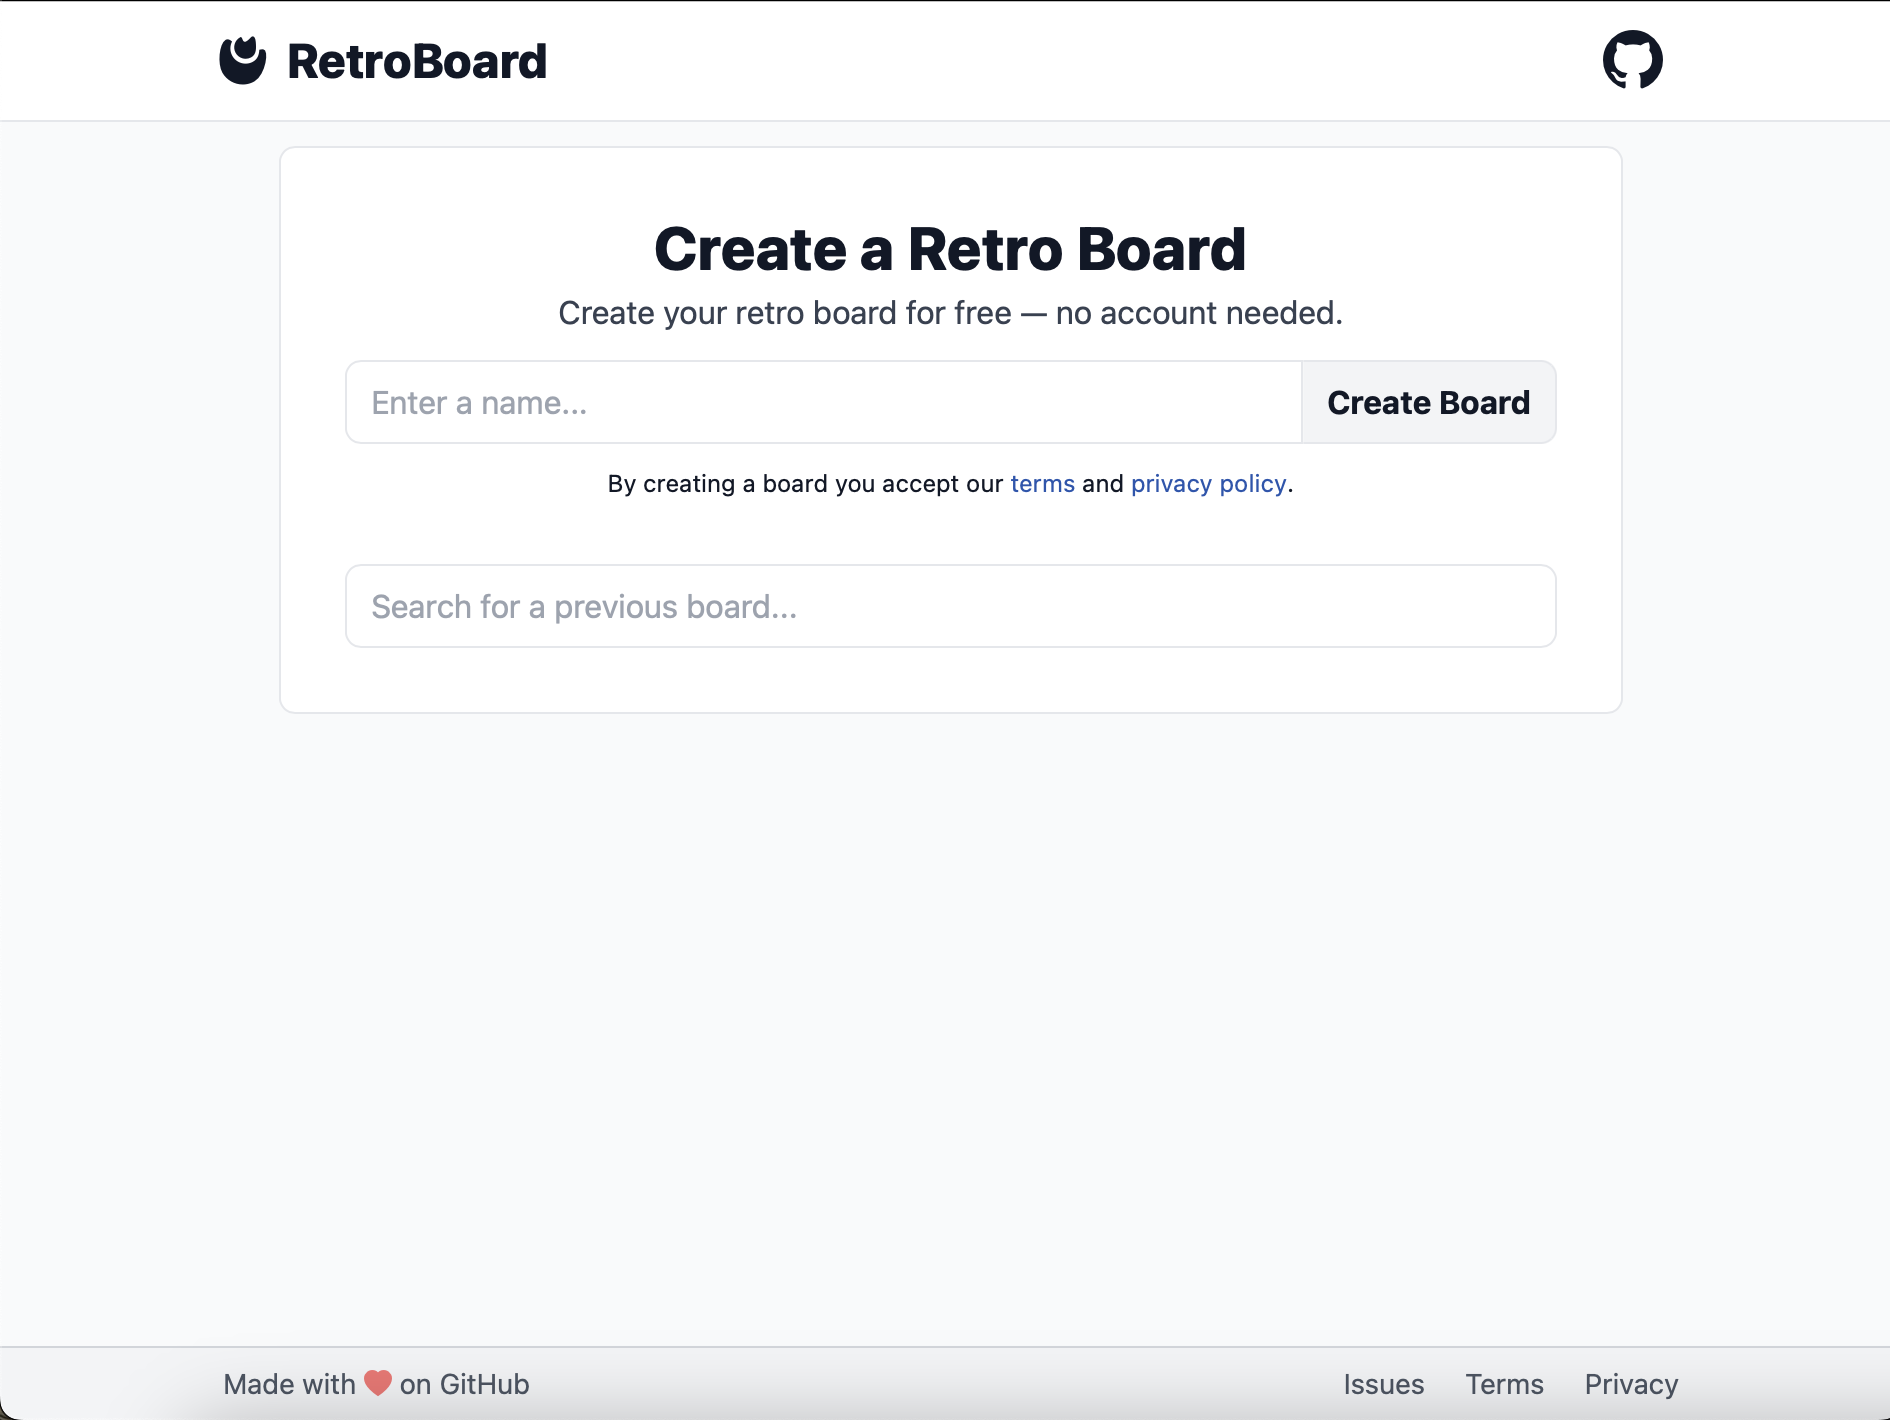 RetroBoard
Create a Retro Board
Create your retro board for free — no account needed.
Enter a name...
Create Board
By creating a board you accept our terms and privacy policy.
Search for a previous board...
Made with ❤️ on GitHub
Issues
Terms
Privacy